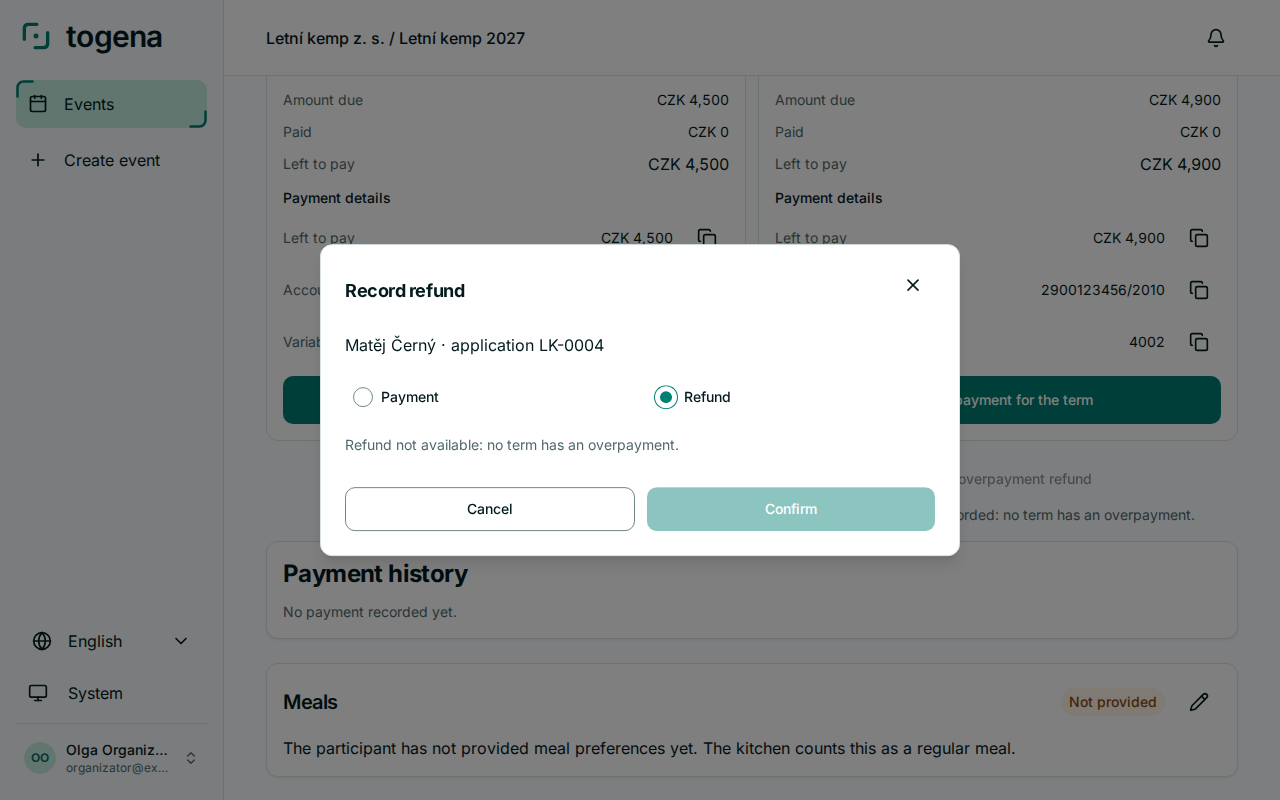 togena
Letní kemp z. s. / Letní kemp 2027
Events
Create event
Amount due CZK 4,500
Paid CZK 0
Left to pay CZK 4,500
Payment details
Left to pay CZK 4,500
Amount due CZK 4,900
Paid CZK 0
Left to pay CZK 4,900
Payment details
Left to pay CZK 4,900
2900123456/2010
4002
payment for the term
overpayment refund
no term has an overpayment.
Record refund
Matěj Černý · application LK-0004
Payment
Refund
Refund not available: no term has an overpayment.
Cancel
Confirm
Payment history
No payment recorded yet.
Meals
Not provided
The participant has not provided meal preferences yet. The kitchen counts this as a regular meal.
English
System
OO
Olga Organiz...
organizator@ex...